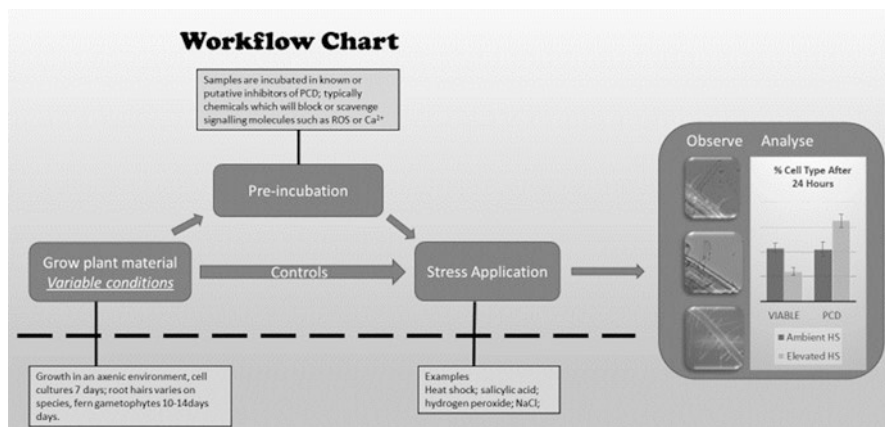 Workflow Chart
Samples are incubated in known or
putative inhibitors of PCD; typically
chemicals which will block or scavenge
signalling molecules such as ROS or Ca²⁺
Pre-incubation
Grow plant material
Variable conditions
Controls
Stress Application
Growth in an axenic environment, cell
cultures 7 days; root hairs varies on
species, fern gametophytes 10-14days
days.
Examples
Heat shock; salicylic acid;
hydrogen peroxide; NaCl;
Observe
Analyse
% Cell Type After
24 Hours
VIABLE
PCD
Ambient HS
Elevated HS